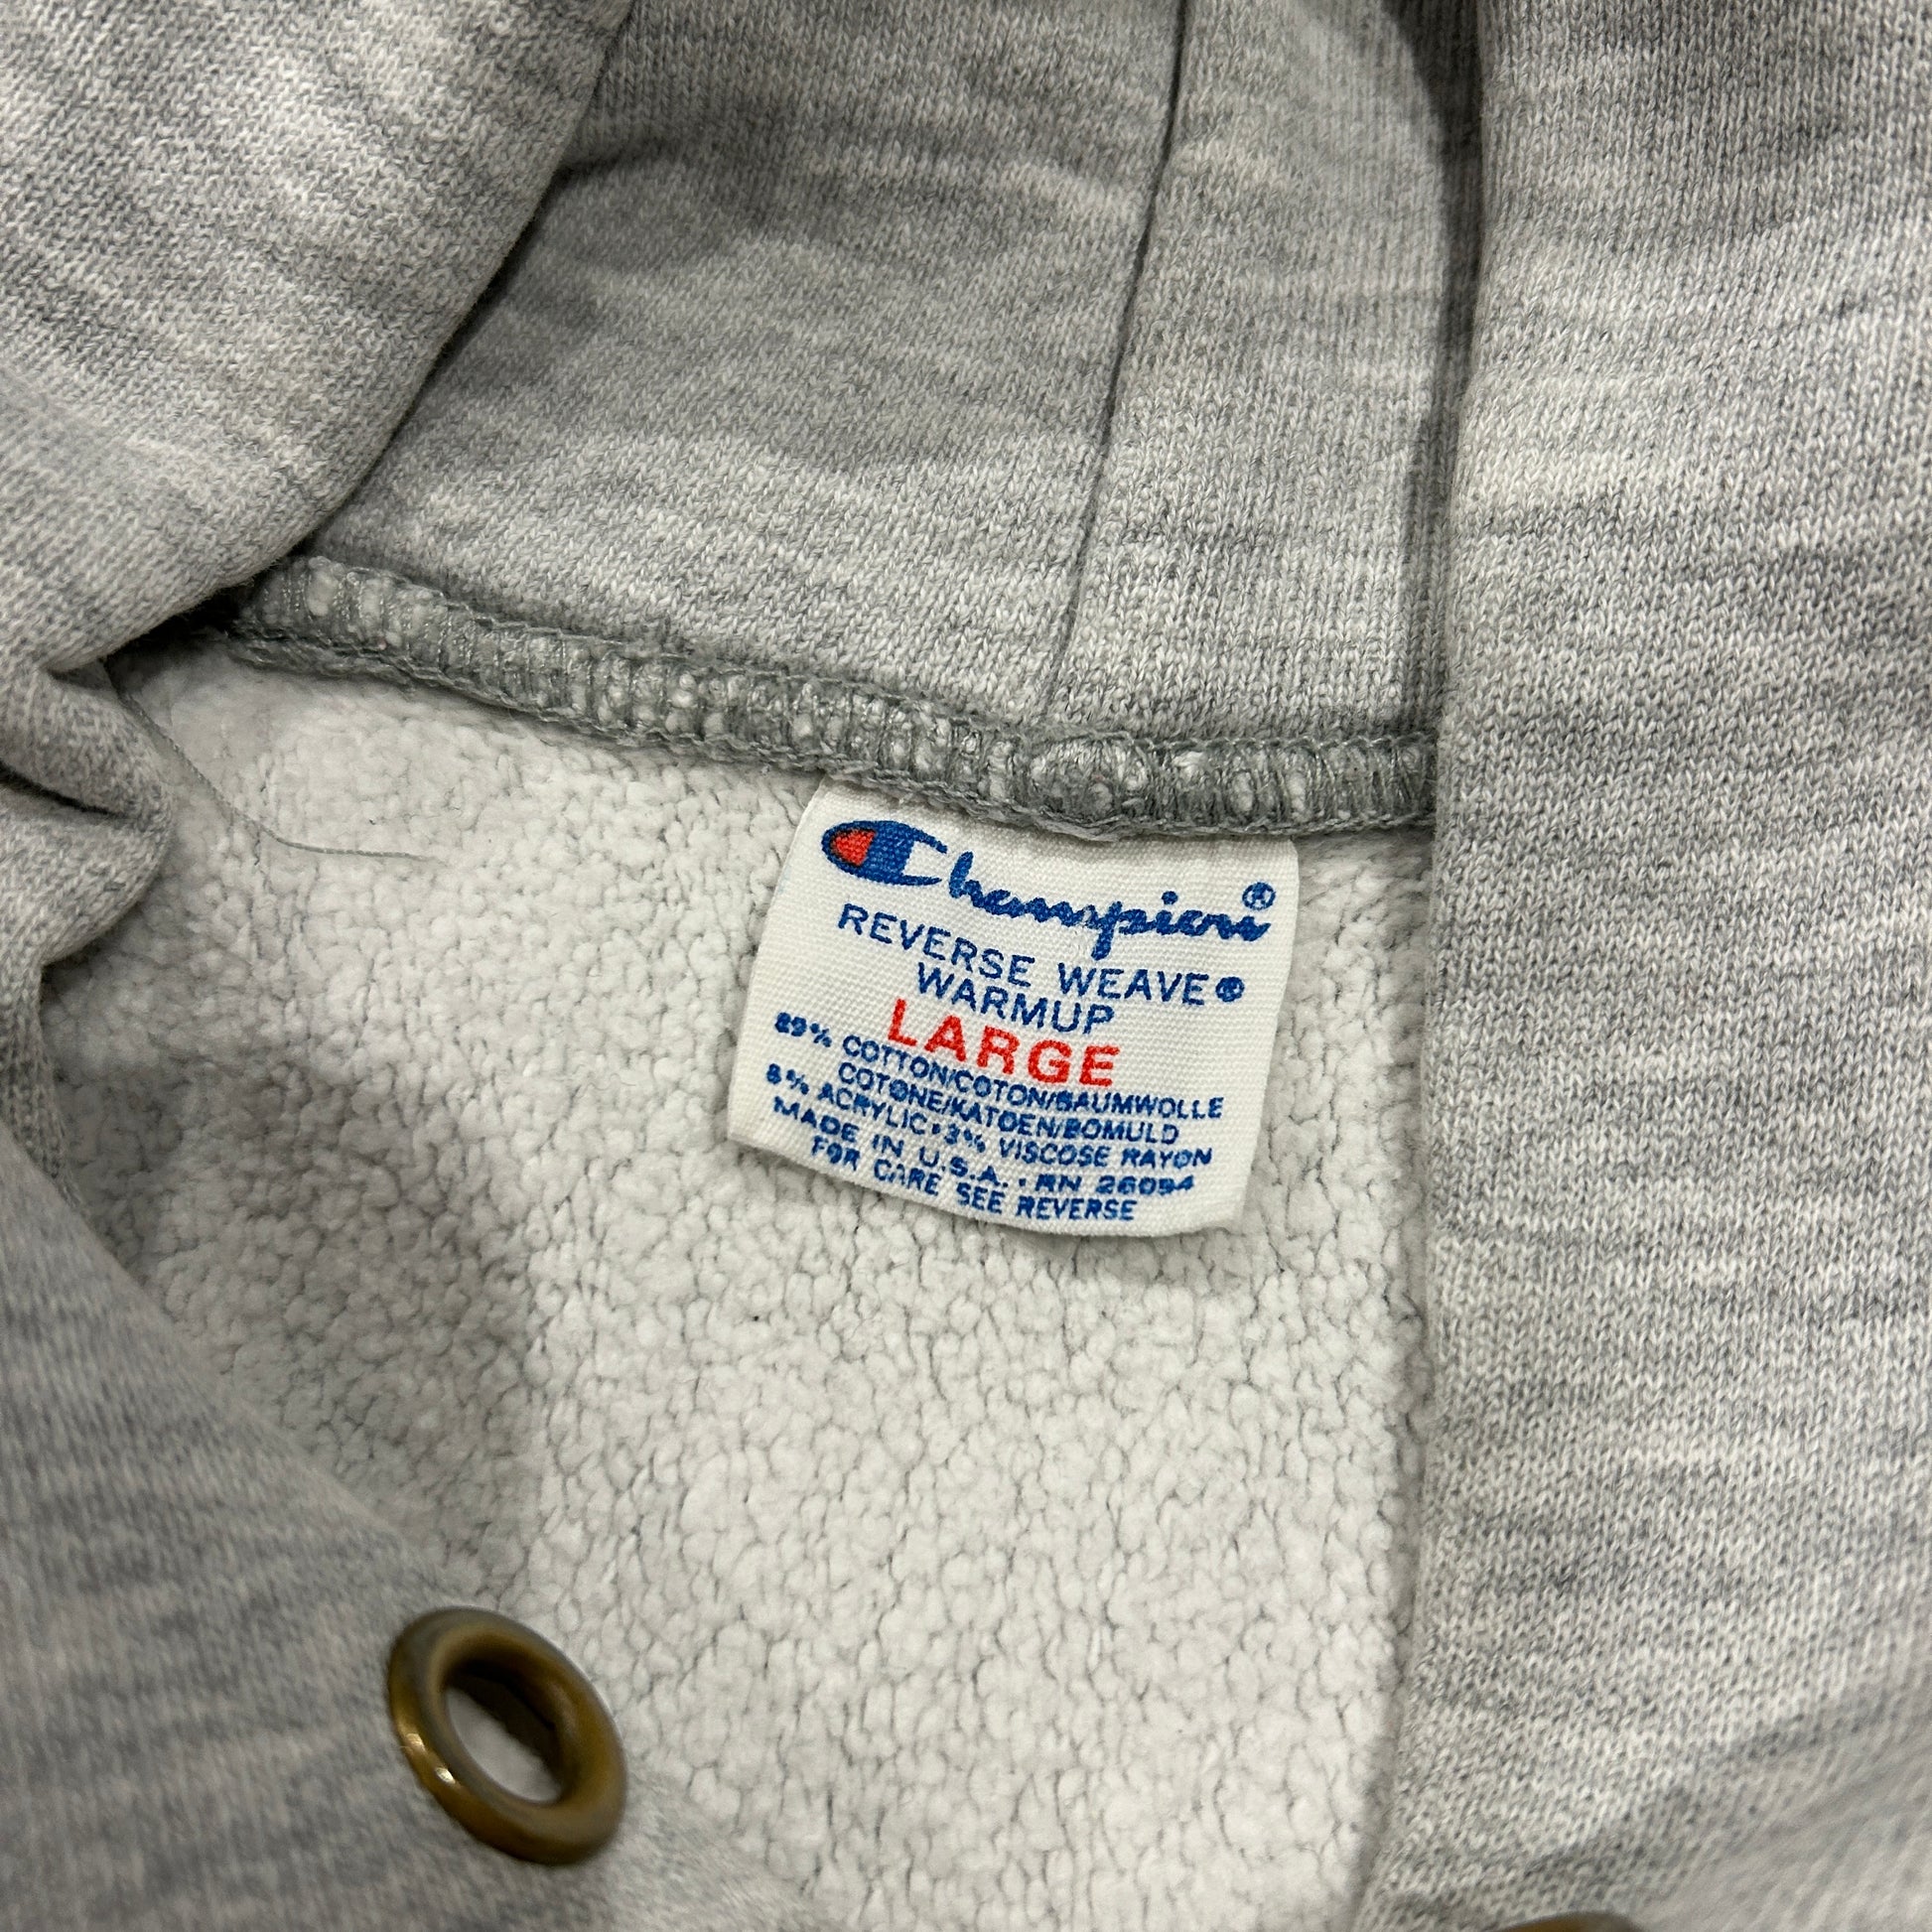 Champion®
REVERSE WEAVE®
WARMUP
LARGE
89% COTTON/COTON/BAUMWOLLE
COTONE/KATOEN/BOMULD
8% ACRYLIC•3% VISCOSE RAYON
MADE IN U.S.A. • RN 26094
FOR CARE SEE REVERSE